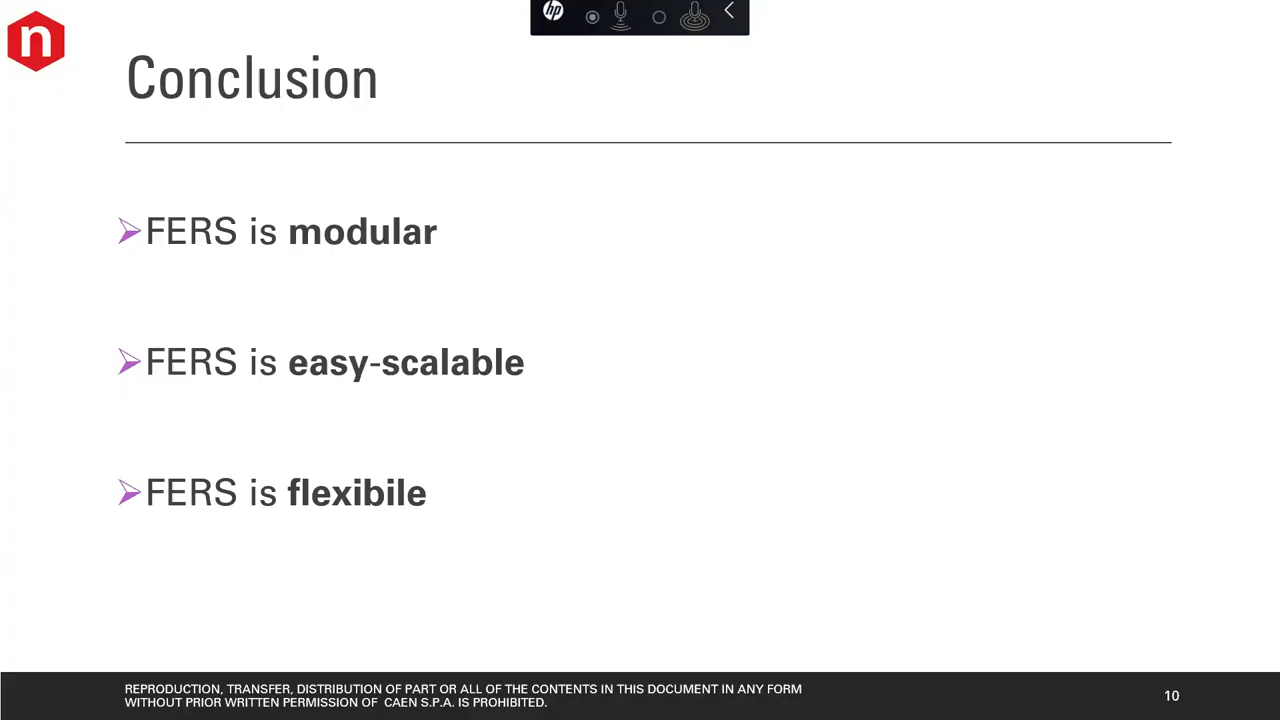 hp
n
Conclusion
FERS is modular
FERS is easy-scalable
FERS is flexibile
REPRODUCTION, TRANSFER, DISTRIBUTION OF PART OR ALL OF THE CONTENTS IN THIS DOCUMENT IN ANY FORM
WITHOUT PRIOR WRITTEN PERMISSION OF CAEN S.P.A. IS PROHIBITED.
10